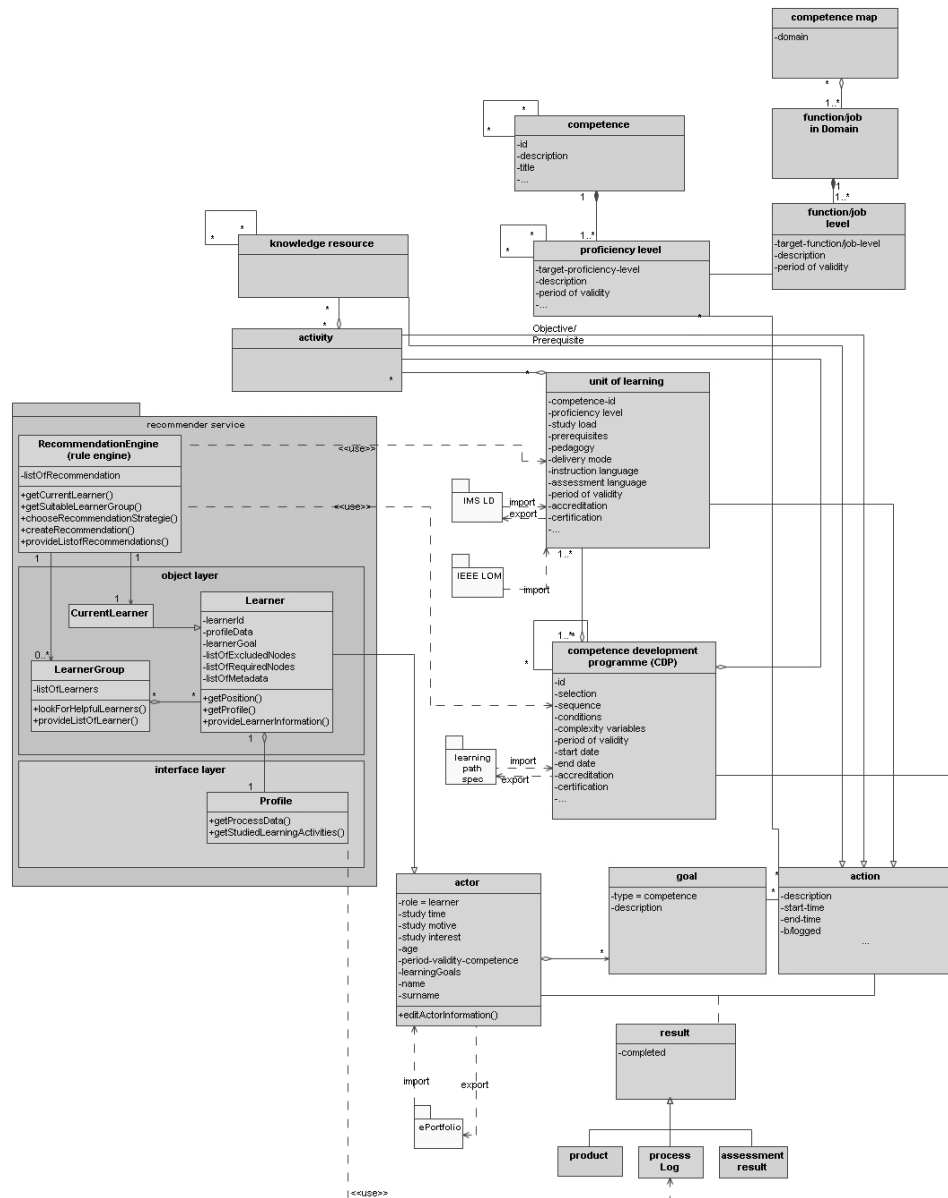 competence map
-domain
*
1..*
function/job
in Domain
1
1..*
function/job
level
-target-function/job-level
-description
-period of validity
*
*
competence
-id
-description
-title
-...
1
1..*
*
*
proficiency level
-target-proficiency-level
-description
-period of validity
-...
*
*
*
knowledge resource
*
*
activity
*
Objective/
Prerequisite
*
unit of learning
-competence-id
-proficiency level
-study load
-prerequisites
-pedagogy
-delivery mode
-instruction language
-assessment language
-period of validity
-accreditation
-certification
-...
1..*
IMS LD
import
export
IEEE LOM
import
recommender service
RecommendationEngine
(rule engine)
-listOfRecommendation
+getCurrentLearner()
+getSuitableLearnerGroup()
+chooseRecommendationStrategie()
+createRecommendation()
+provideListofRecommendations()
<<use>>
<<use>>
1
1
object layer
1
CurrentLearner
Learner
-learnerId
-profileData
-learnerGoal
-listOfExcludedNodes
-listOfRequiredNodes
-listOfMetadata
+getPosition()
+getProfile()
+provideLearnerInformation()
0..*
LearnerGroup
-listOfLearners
+lookForHelpfulLearners()
+provideListOfLearner()
*
*
1
interface layer
1
Profile
+getProcessData()
+getStudiedLearningActivities()
1..*
*
*
competence development
programme (CDP)
-id
-selection
-sequence
-conditions
-complexity variables
-period of validity
-start date
-end date
-accreditation
-certification
-...
learning
path
spec
import
export
actor
-role = learner
-study time
-study motive
-study interest
-age
-period-validity-competence
-learningGoals
-name
-surname
+editActorInformation()
*
goal
-type = competence
-description
*
*
action
-description
-start-time
-end-time
-b/logged
...
import
export
ePortfolio
result
-completed
product
process
Log
assessment
result
<<use>>